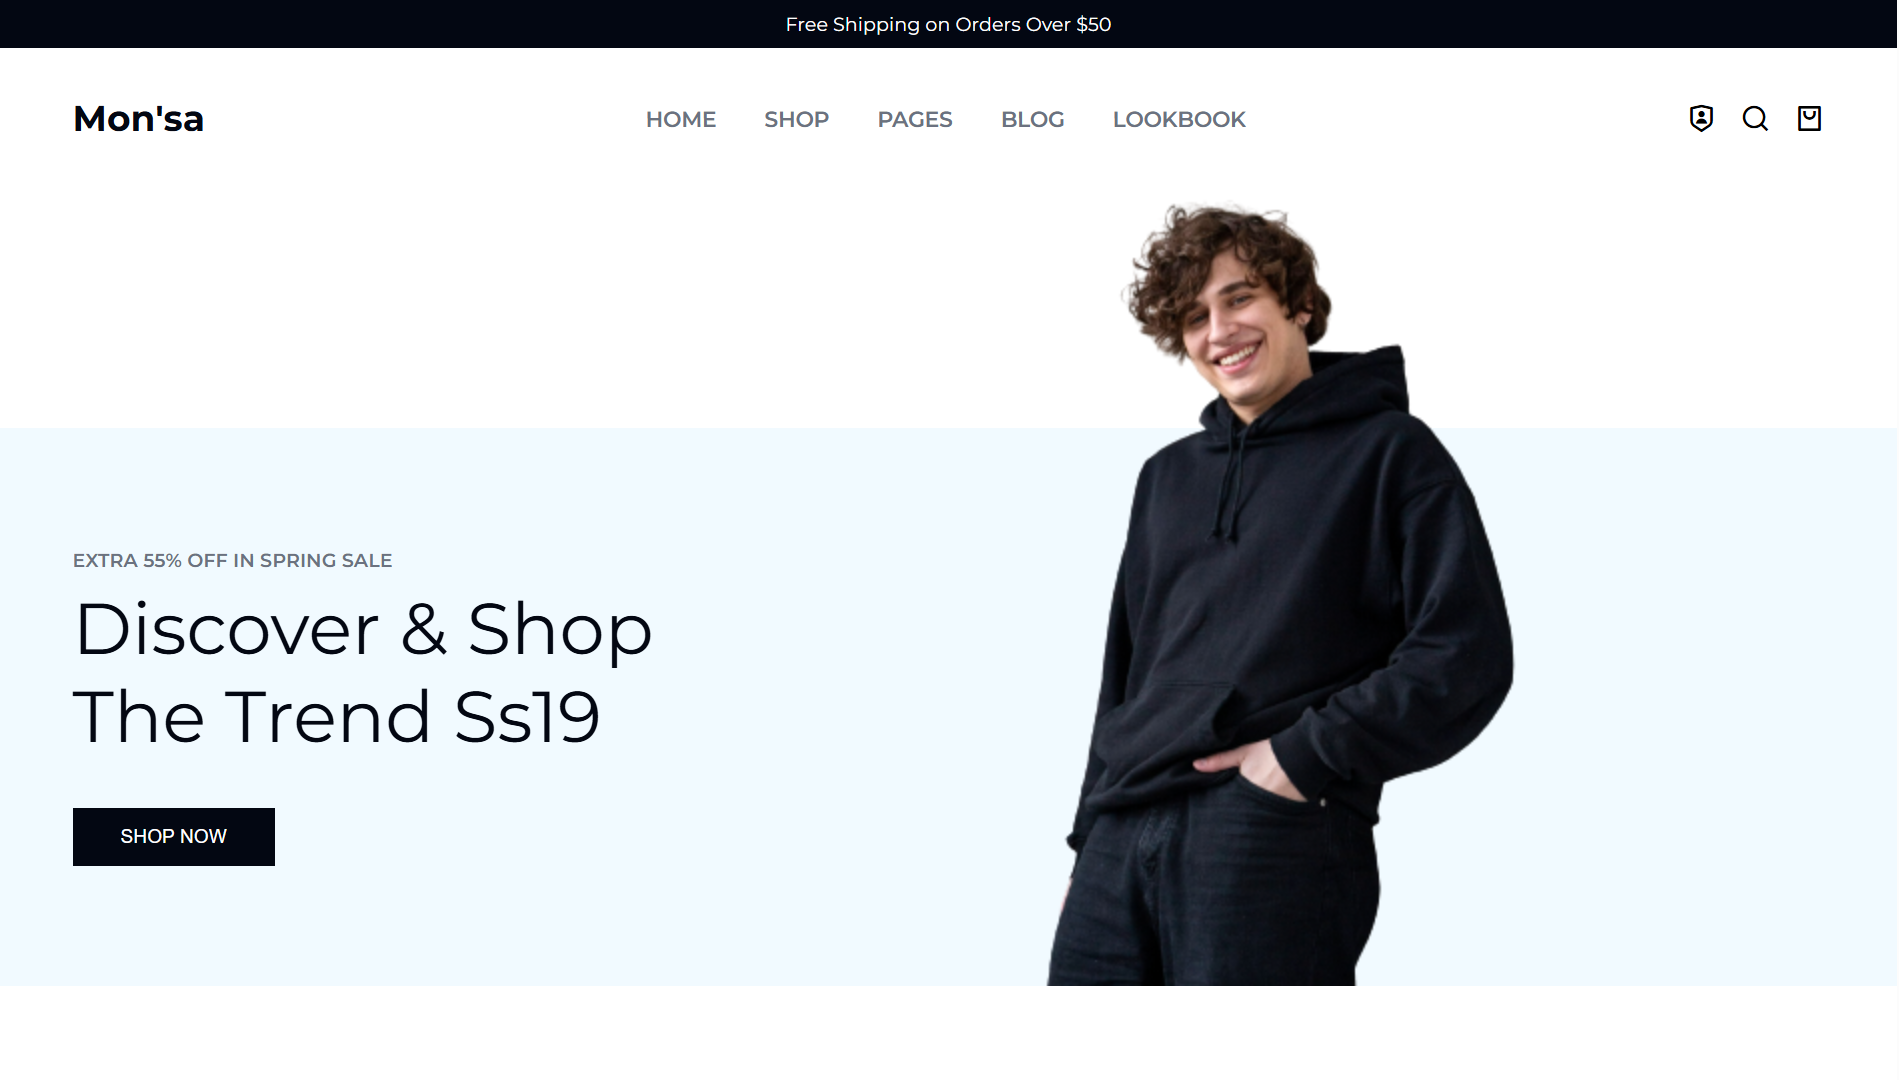 Free Shipping on Orders Over $50
Mon'sa
HOME SHOP PAGES BLOG LOOKBOOK
EXTRA 55% OFF IN SPRING SALE
Discover & Shop
The Trend Ss19
SHOP NOW